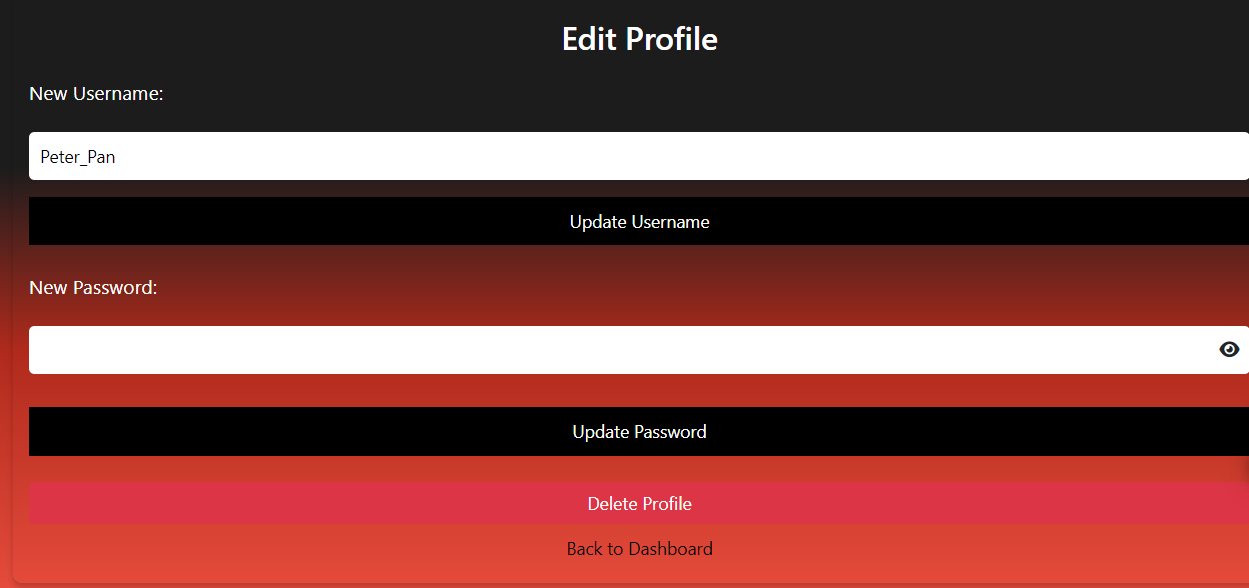 Edit Profile
New Username:
Peter_Pan
Update Username
New Password:
Update Password
Delete Profile
Back to Dashboard